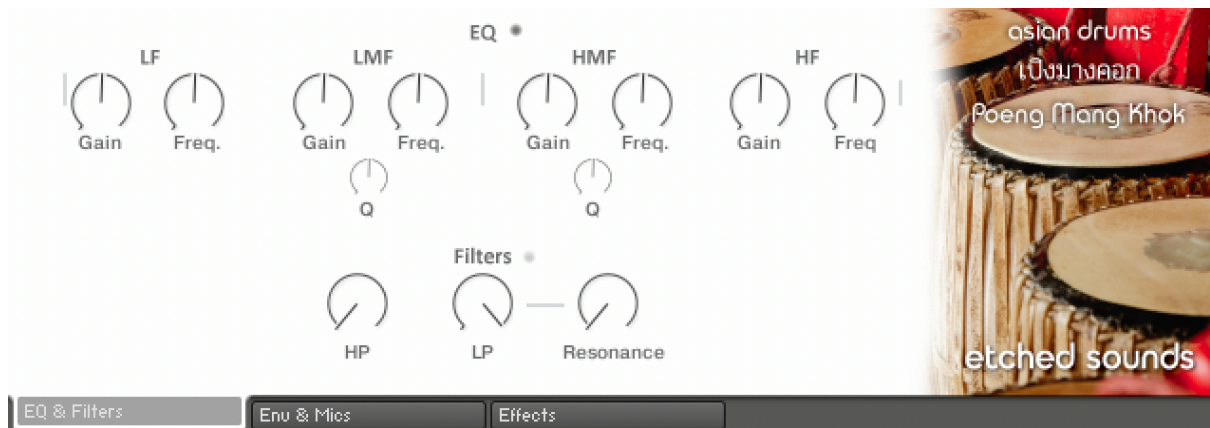 EQ
LF
LMF
HMF
HF
Gain Freq. Gain Freq. Gain Freq. Gain Freq
Q Q
Filters
HP LP Resonance
asian drums
เปิงมางคอก
Poeng Mang Khok
etched sounds
EQ & Filters
Env & Mics
Effects